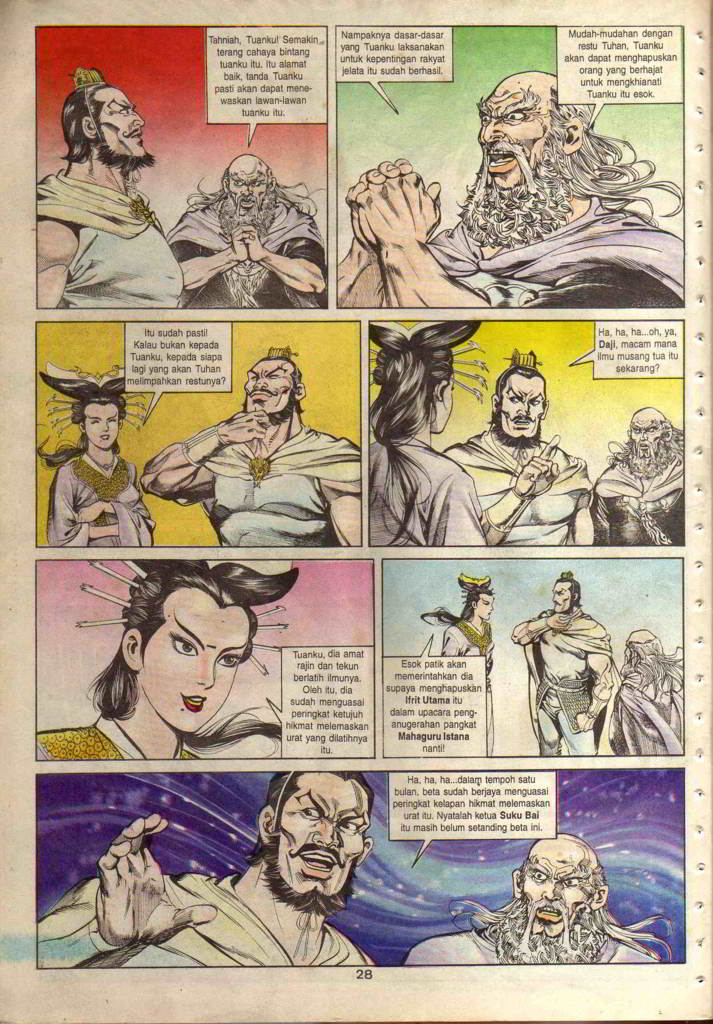 Tahniah, Tuanku! Semakin
terang cahaya bintang
tuanku itu. Itu alamat
baik, tanda Tuanku
pasti akan dapat mene-
waskan lawan-lawan
tuanku itu.
Nampaknya dasar-dasar
yang Tuanku laksanakan
untuk kepentingan rakyat
jelata itu sudah berhasil.
Mudah-mudahan dengan
restu Tuhan, Tuanku
akan dapat menghapuskan
orang yang berhajat
untuk mengkhianati
Tuanku itu esok.
Itu sudah pasti!
Kalau bukan kepada
Tuanku, kepada siapa
lagi yang akan Tuhan
melimpahkan restunya?
Ha, ha, ha...oh, ya,
Daji, macam mana
ilmu musang tua itu
sekarang?
Tuanku, dia amat
rajin dan tekun
berlatih ilmunya.
Oleh itu, dia
sudah menguasai
peringkat ketujuh
hikmat melemaskan
urat yang dilatihnya
itu.
Esok patik akan
memerintahkan dia
supaya menghapuskan
Ifrit Utama itu
dalam upacara peng-
anugerahan pangkat
Mahaguru Istana
nanti!
Ha, ha, ha...dalam tempoh satu
bulan, beta sudah berjaya menguasai
peringkat kelapan hikmat melemaskan
urat itu. Nyatalah ketua Suku Bai
itu masih belum setanding beta ini.
28